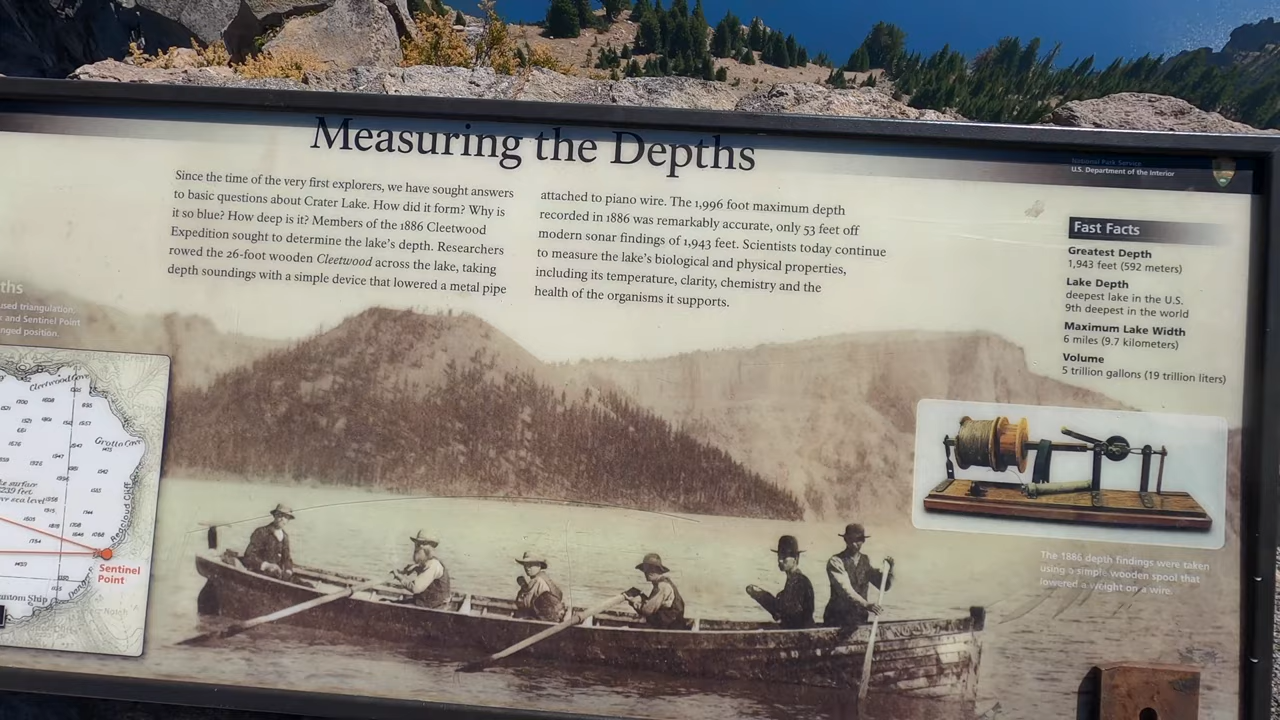 Measuring the Depths
National Park Service
U.S. Department of the Interior
Since the time of the very first explorers, we have sought answers
to basic questions about Crater Lake. How did it form? Why is
it so blue? How deep is it? Members of the 1886 Cleetwood
Expedition sought to determine the lake's depth. Researchers
rowed the 26-foot wooden Cleetwood across the lake, taking
depth soundings with a simple device that lowered a metal pipe
attached to piano wire. The 1,996 foot maximum depth
recorded in 1886 was remarkably accurate, only 53 feet off
modern sonar findings of 1,943 feet. Scientists today continue
to measure the lake's biological and physical properties,
including its temperature, clarity, chemistry and the
health of the organisms it supports.
Fast Facts
Greatest Depth
1,943 feet (592 meters)
Lake Depth
deepest lake in the U.S.
9th deepest in the world
Maximum Lake Width
6 miles (9.7 kilometers)
Volume
5 trillion gallons (19 trillion liters)
The 1886 depth findings were taken
using a simple wooden spool that
lowered a weight on a wire.
ths
used triangulation.
and Sentinel Point
nged position.
Cleetwood Cove
Grotto Cove
surface
feet
sea level
Redcloud Cliff
Sentinel
Point
antom Ship